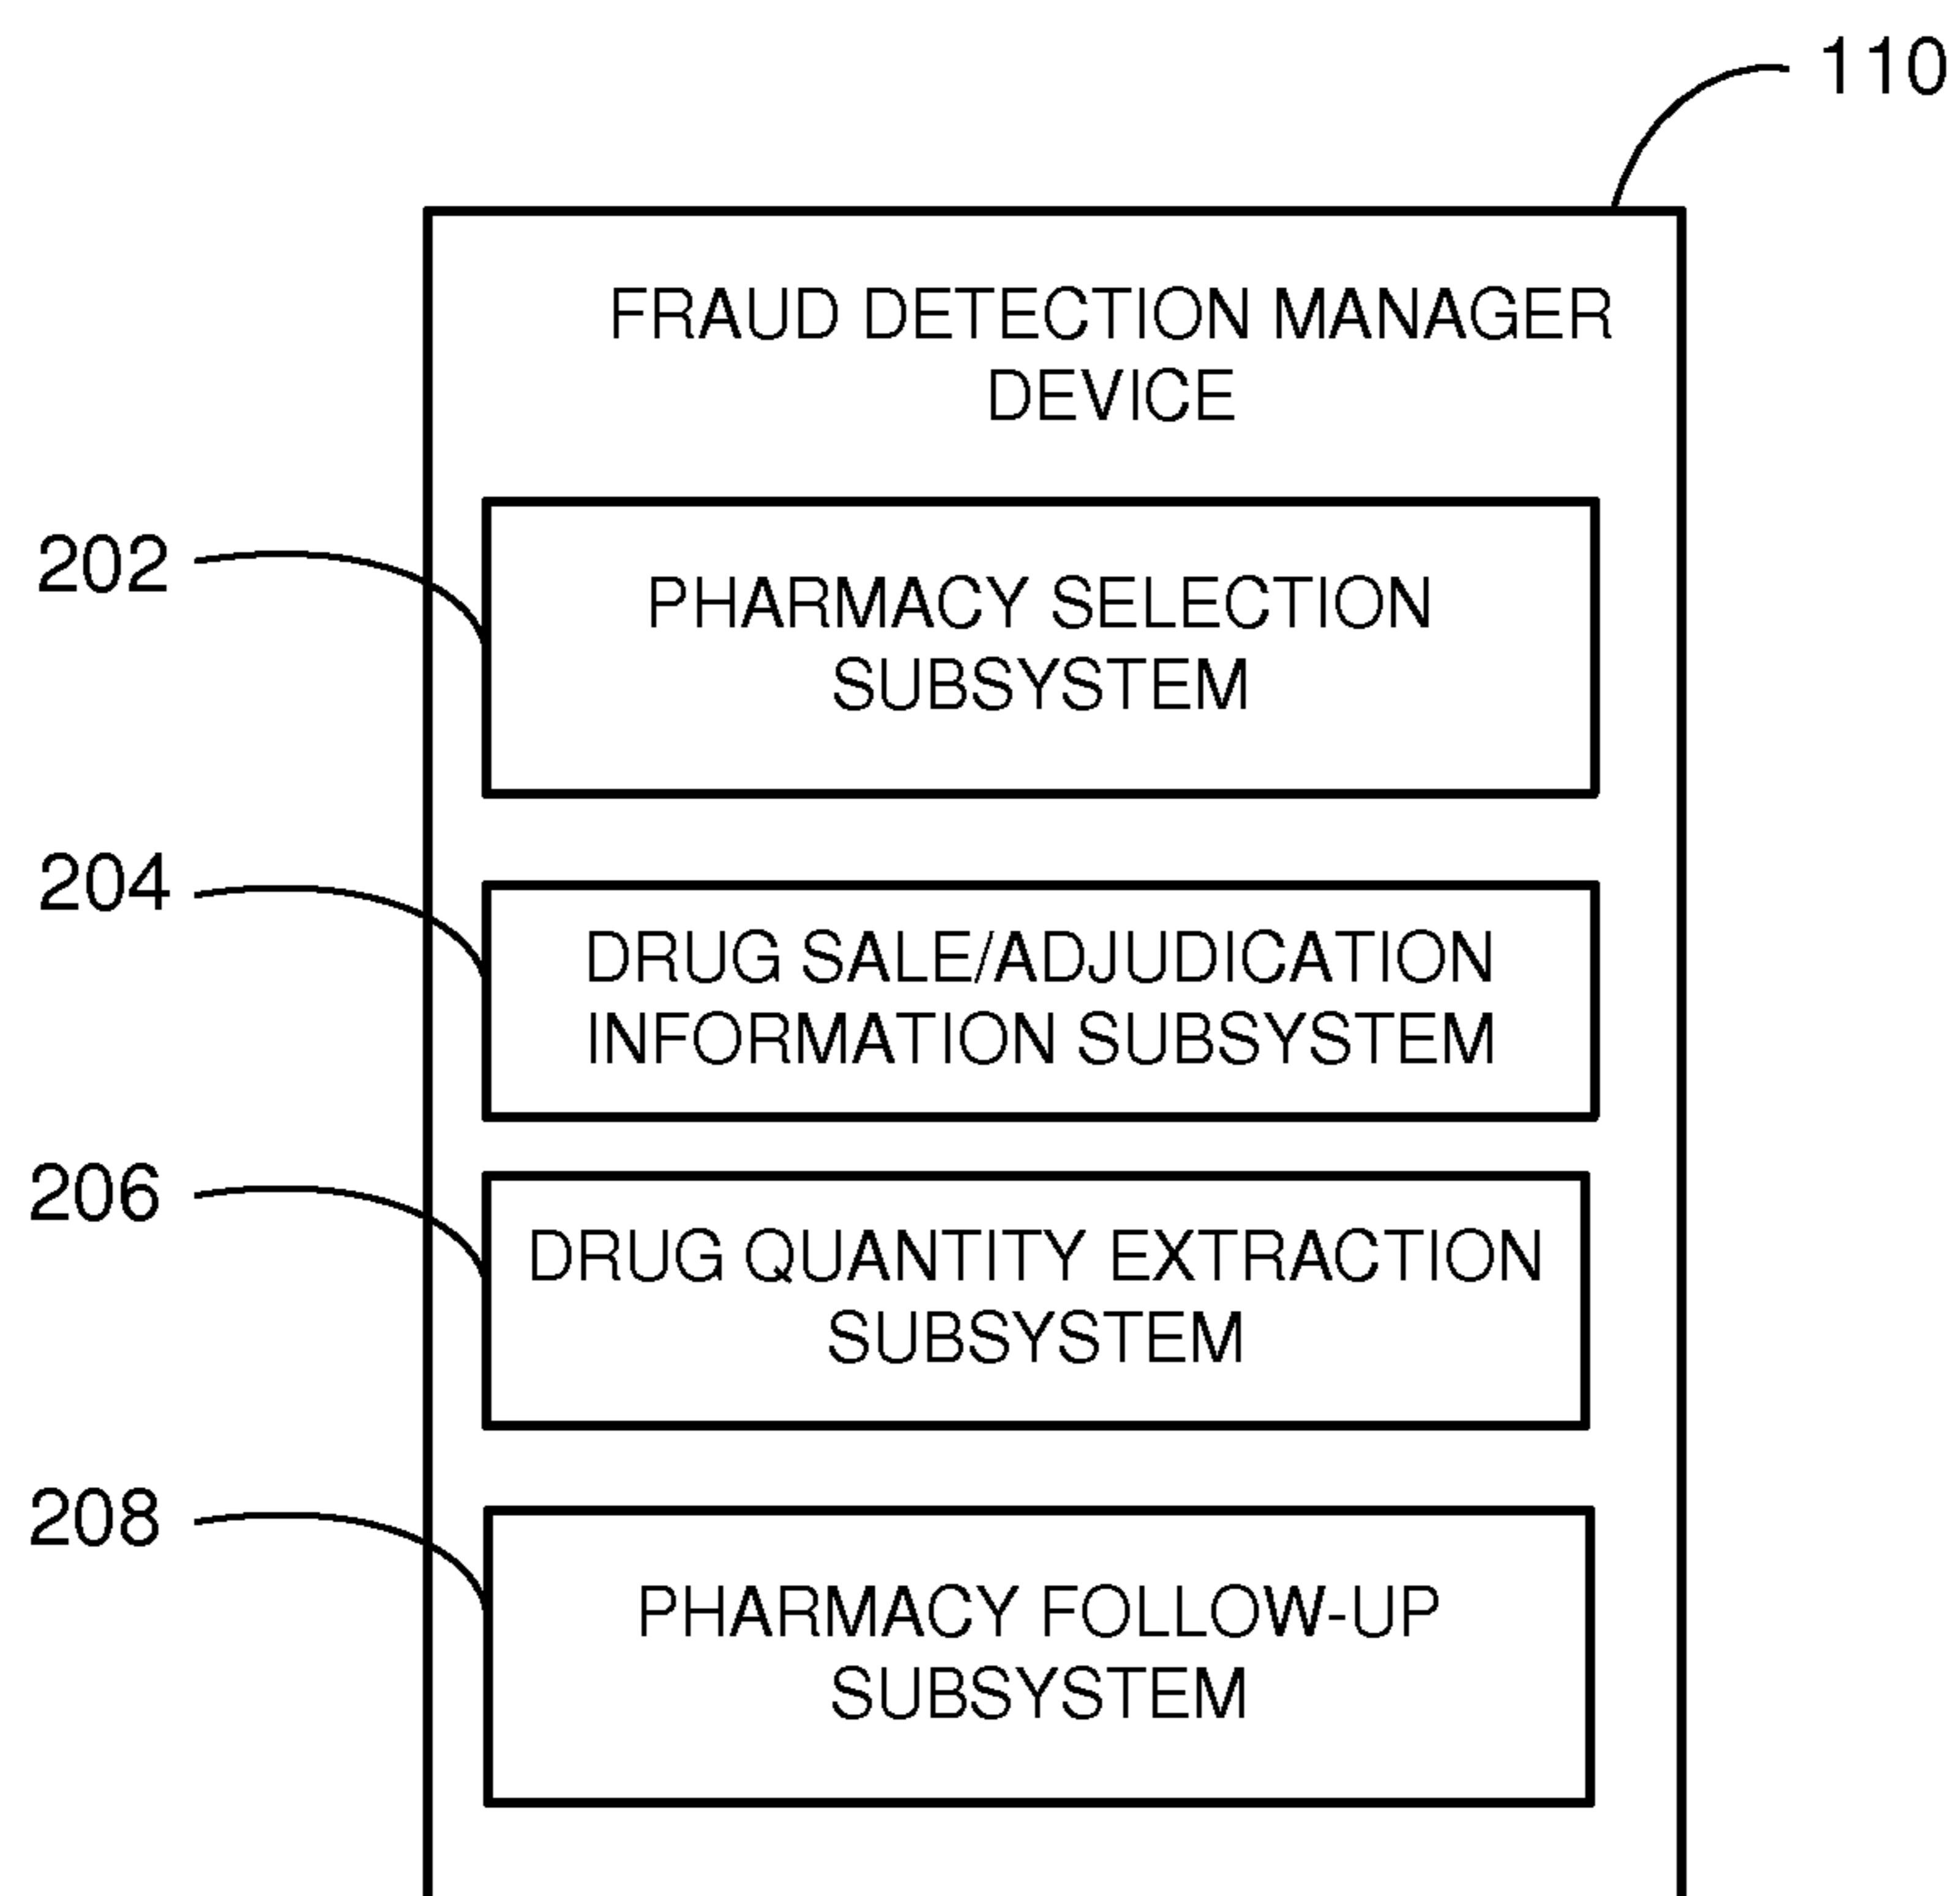 110
FRAUD DETECTION MANAGER
DEVICE
202
PHARMACY SELECTION
SUBSYSTEM
204
DRUG SALE/ADJUDICATION
INFORMATION SUBSYSTEM
206
DRUG QUANTITY EXTRACTION
SUBSYSTEM
208
PHARMACY FOLLOW-UP
SUBSYSTEM